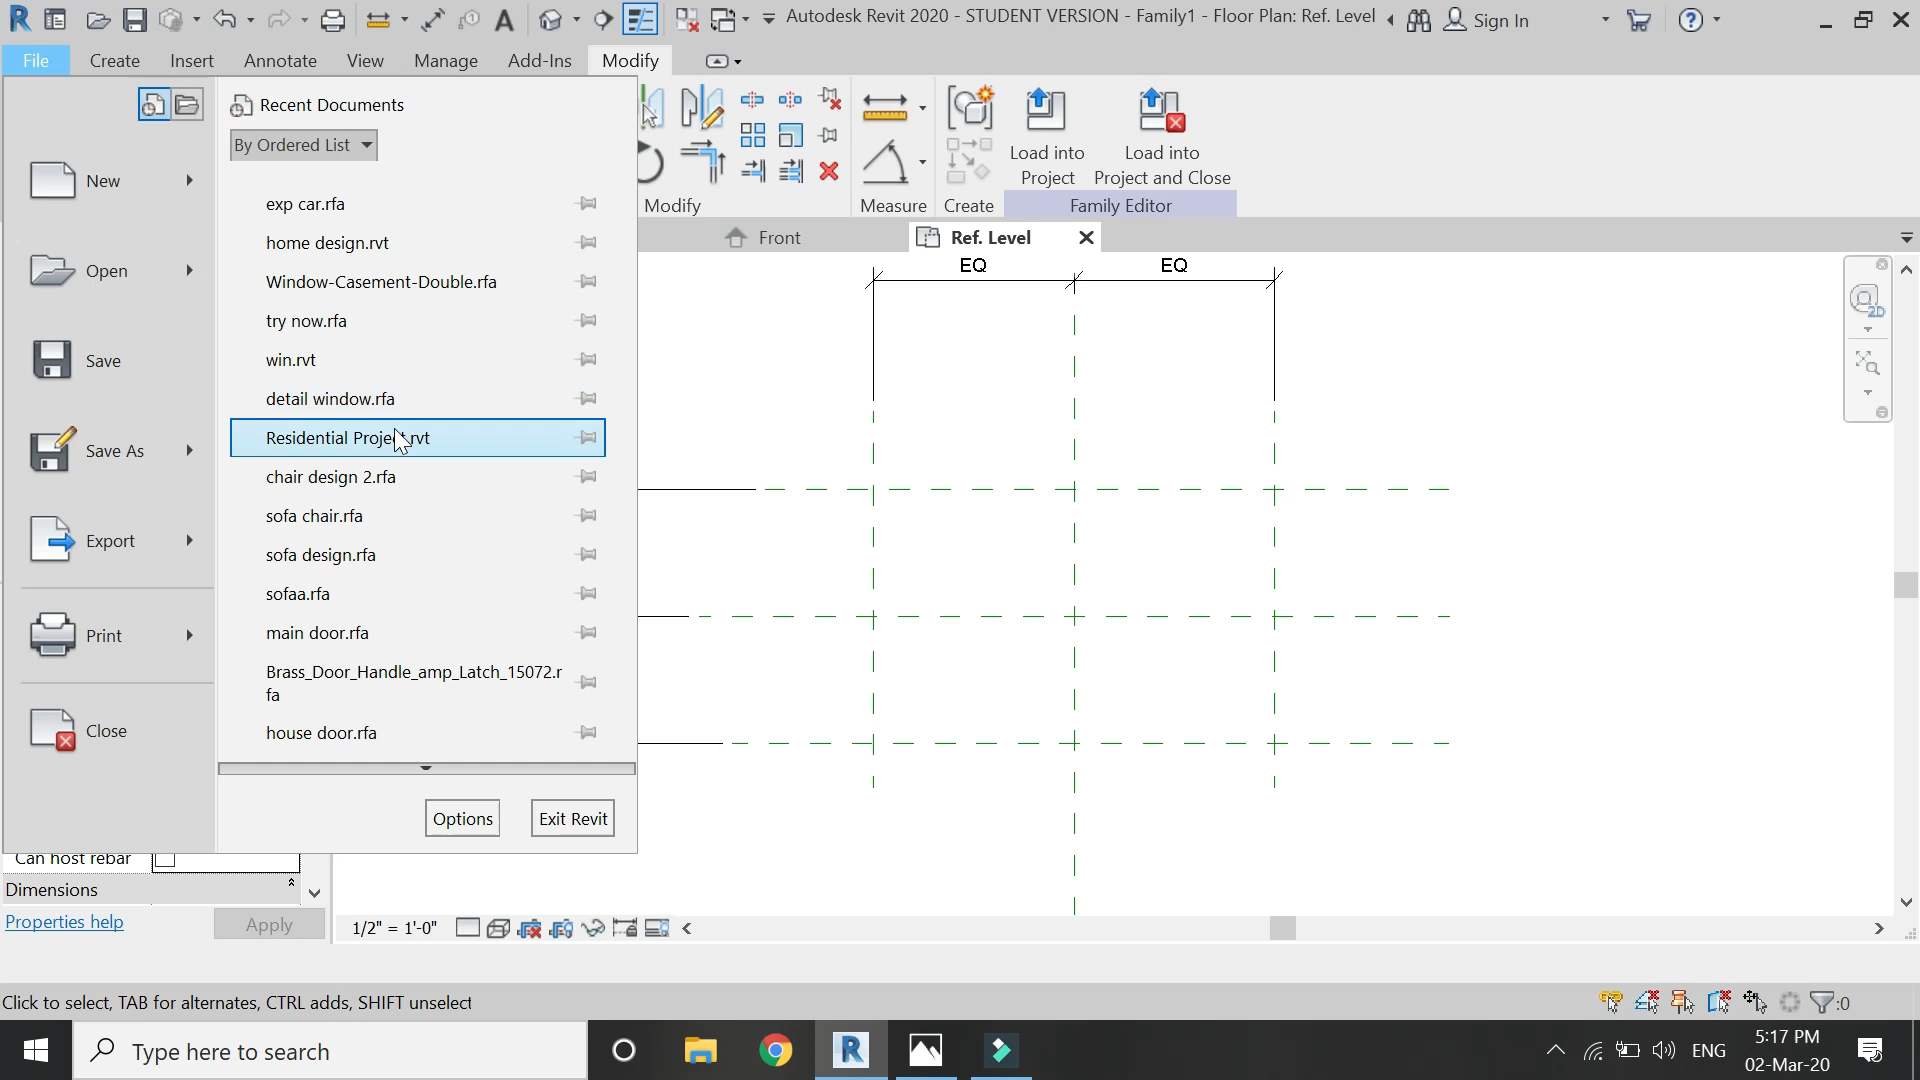 Autodesk Revit 2020 - STUDENT VERSION - Family1 - Floor Plan: Ref. Level
Sign In
File
Create
Insert
Annotate
View
Manage
Add-Ins
Modify
Recent Documents
By Ordered List
New
Open
Save
Save As
Export
Print
Close
exp car.rfa
home design.rvt
Window-Casement-Double.rfa
try now.rfa
win.rvt
detail window.rfa
Residential Project.rvt
chair design 2.rfa
sofa chair.rfa
sofa design.rfa
sofaa.rfa
main door.rfa
Brass_Door_Handle_amp_Latch_15072.r
fa
house door.rfa
Options
Exit Revit
Load into
Project
Load into
Project and Close
Modify
Measure
Create
Family Editor
Front
Ref. Level
EQ
EQ
2D
Can host rebar
Dimensions
Properties help
Apply
1/2" = 1'-0"
Click to select, TAB for alternates, CTRL adds, SHIFT unselect
:0
Type here to search
ENG
5:17 PM
02-Mar-20